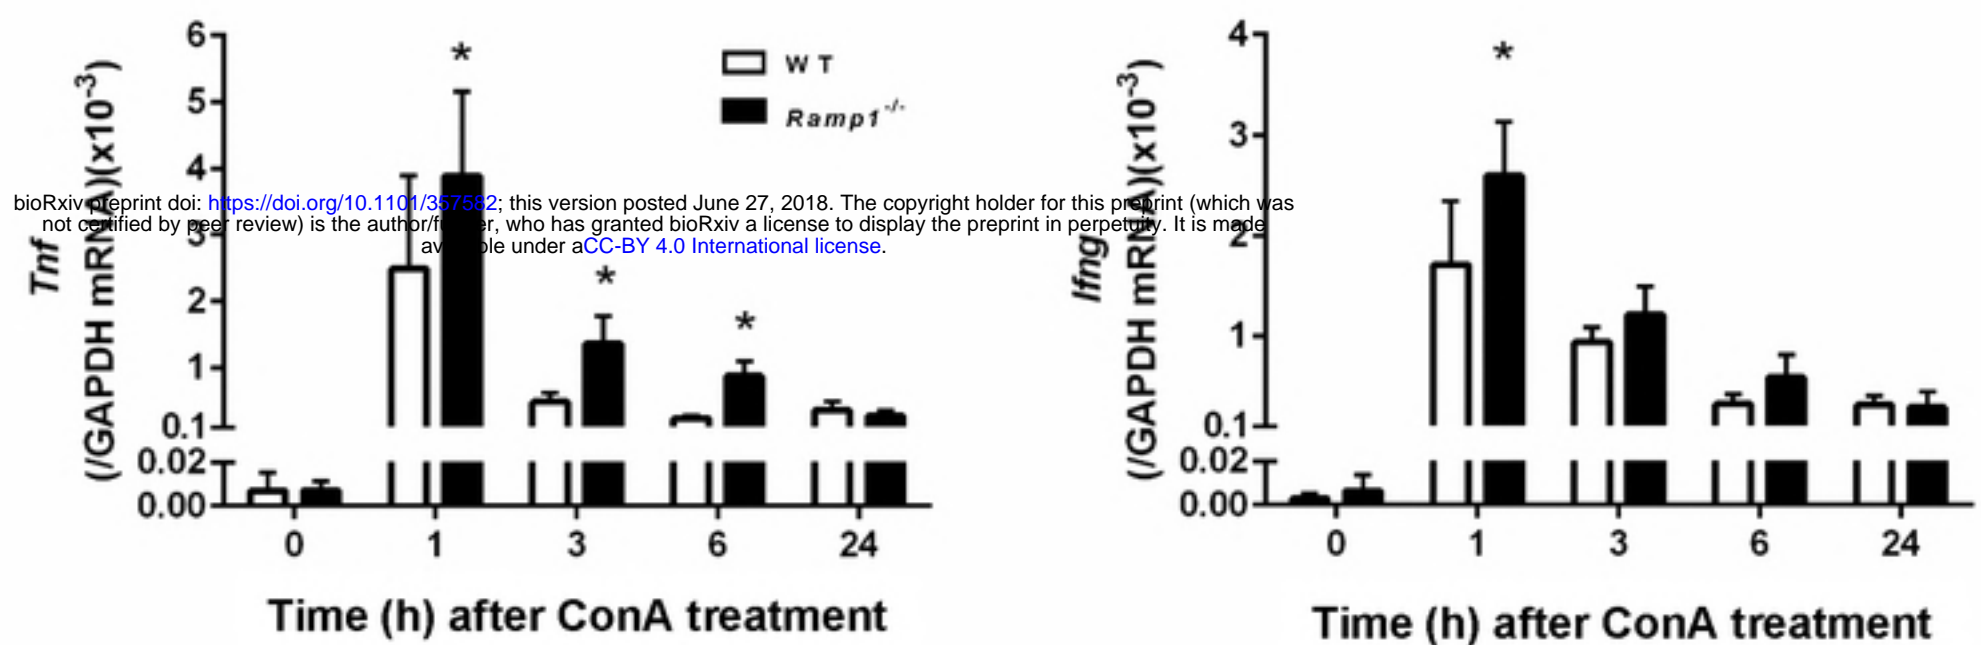 6
5
4
3
2
1
0.1
0.02
0.00
Tnf
(/GAPDH mRNA)(x10-3)
*
*
*
WT
Ramp1-/-
0 1 3 6 24
Time (h) after ConA treatment
4
3
2
1
0.1
0.02
0.00
Ifng
(/GAPDH mRNA)(x10-3)
*
0 1 3 6 24
Time (h) after ConA treatment
bioRxiv preprint doi: https://doi.org/10.1101/357582; this version posted June 27, 2018. The copyright holder for this preprint (which was
not certified by peer review) is the author/funder, who has granted bioRxiv a license to display the preprint in perpetuity. It is made
available under aCC-BY 4.0 International license.